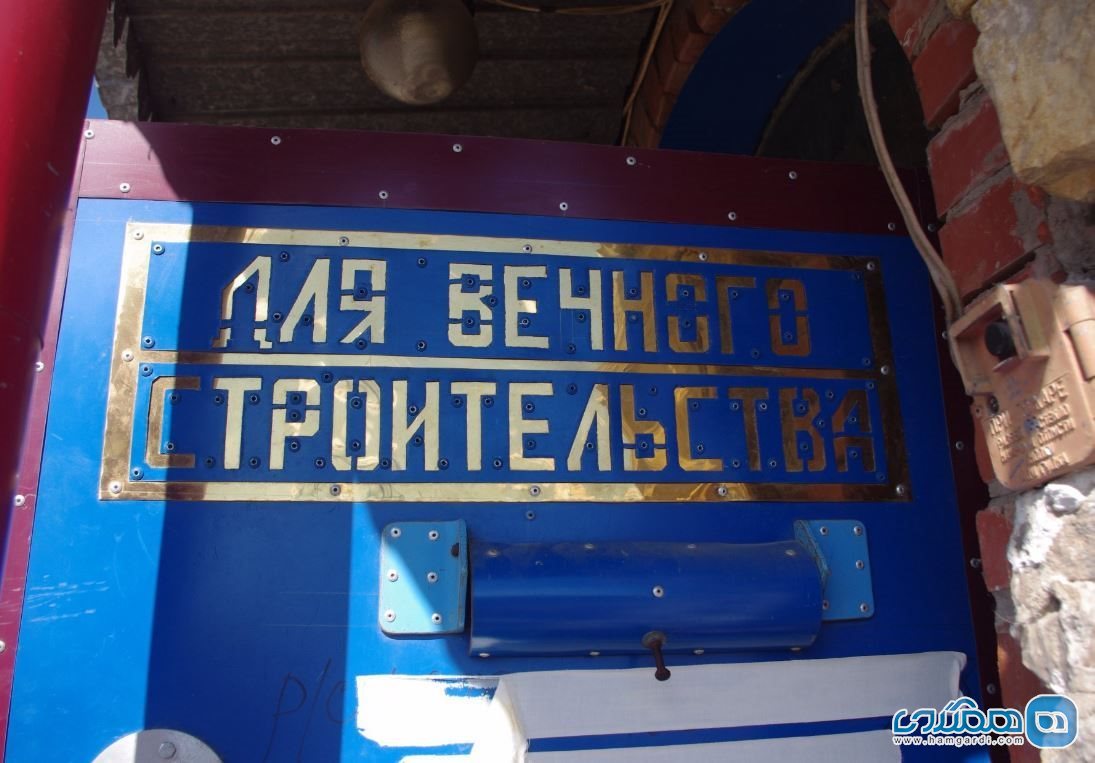 ДЛЯ ВЕЧНОГО
СТРОИТЕЛЬСТВА
Р/С
همگردی
www.hamgardi.com